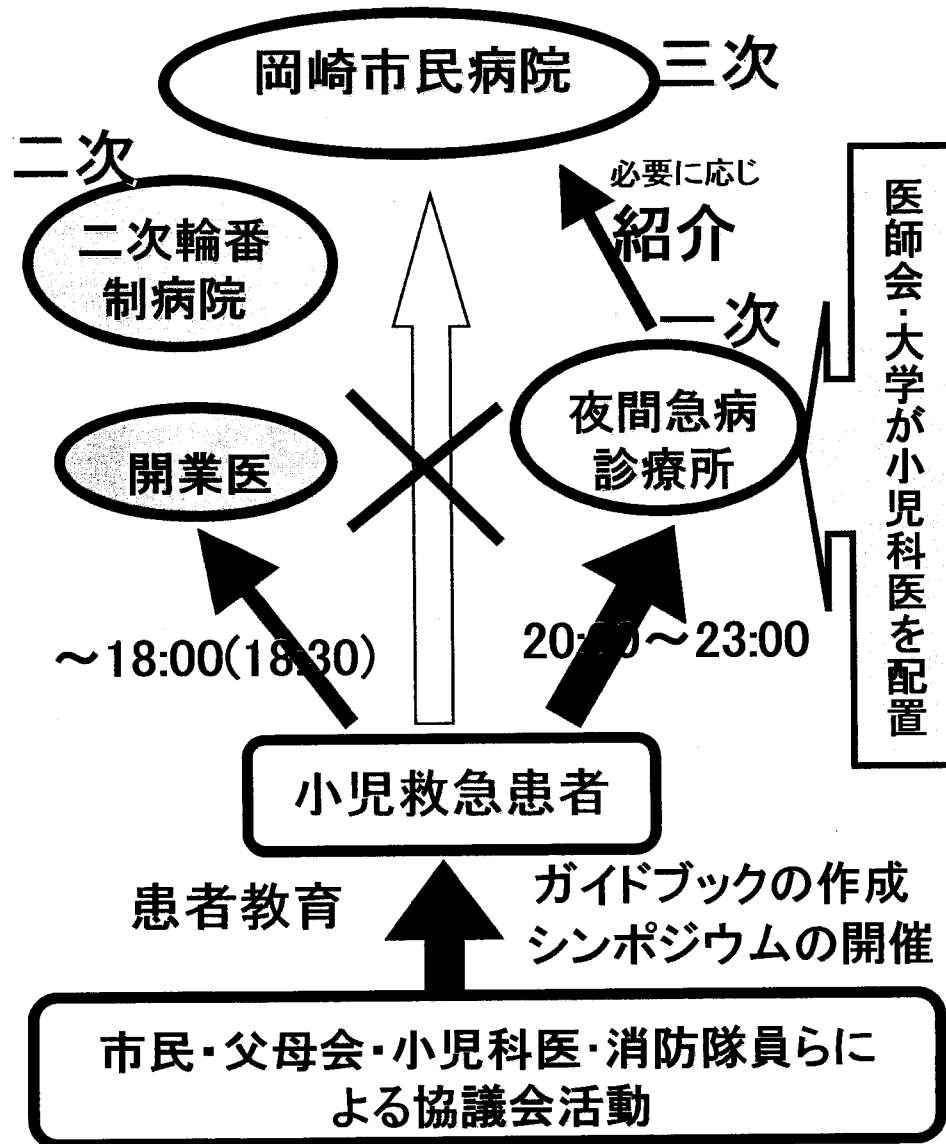 岡崎市民病院
三次
二次
二次輪番
制病院
必要に応じ
紹介
一次
夜間急病
診療所
開業医
医師会・大学が小児科医を配置
~18:00(18:30)
20:00~23:00
小児救急患者
患者教育
ガイドブックの作成
シンポジウムの開催
市民・父母会・小児科医・消防隊員らに
よる協議会活動